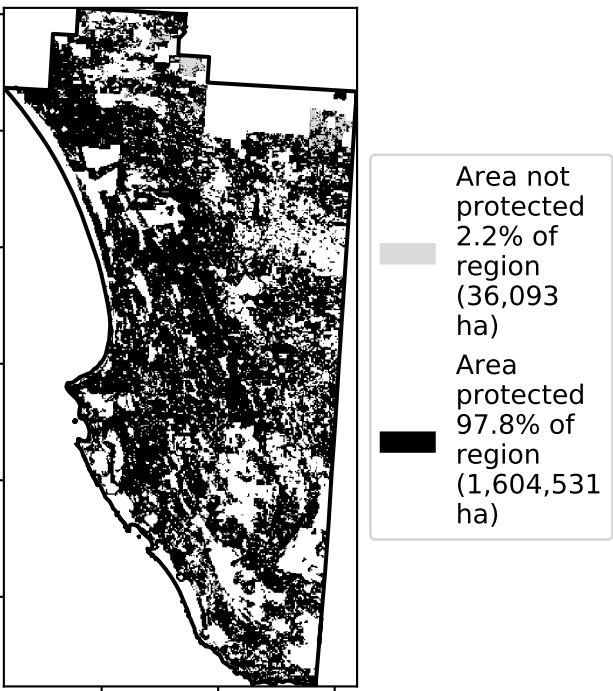 Area not
protected
2.2% of
region
(36,093
ha)
Area
protected
97.8% of
region
(1,604,531
ha)